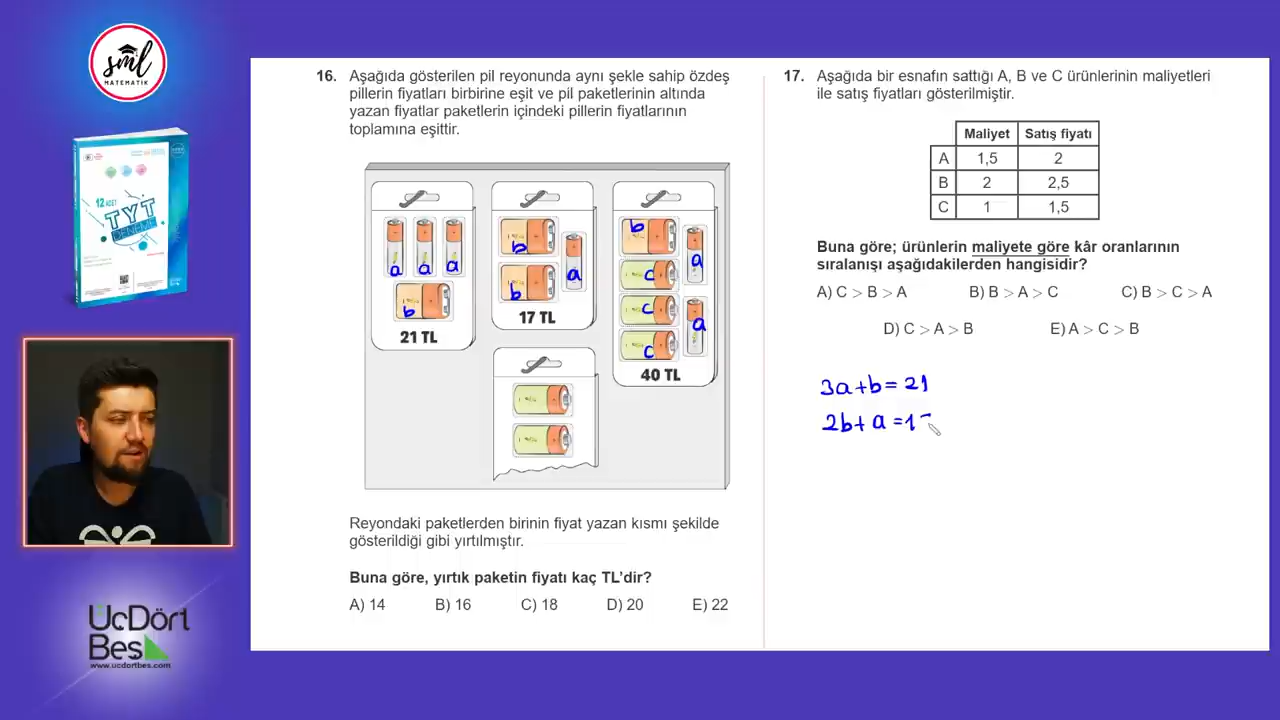 sml
MATEMATİK
12 ADET
TYT
DENEME
16. Aşağıda gösterilen pil reyonunda aynı şekle sahip özdeş
pillerin fiyatları birbirine eşit ve pil paketlerinin altında
yazan fiyatlar paketlerin içindeki pillerin fiyatlarının
toplamına eşittir.
a a a
b
21 TL
b
b
a
17 TL
b
a
c
c
a
c
40 TL
Reyondaki paketlerden birinin fiyat yazan kısmı şekilde
gösterildiği gibi yırtılmıştır.
Buna göre, yırtık paketin fiyatı kaç TL'dir?
A) 14 B) 16 C) 18 D) 20 E) 22
17. Aşağıda bir esnafın sattığı A, B ve C ürünlerinin maliyetleri
ile satış fiyatları gösterilmiştir.
Maliyet Satış fiyatı
A 1,5 2
B 2 2,5
C 1 1,5
Buna göre; ürünlerin maliyete göre kâr oranlarının
sıralanışı aşağıdakilerden hangisidir?
A) C > B > A B) B > A > C C) B > C > A
D) C > A > B E) A > C > B
3a+b=21
2b+a=17
ÜcDört
Beş
www.ucdortbes.com